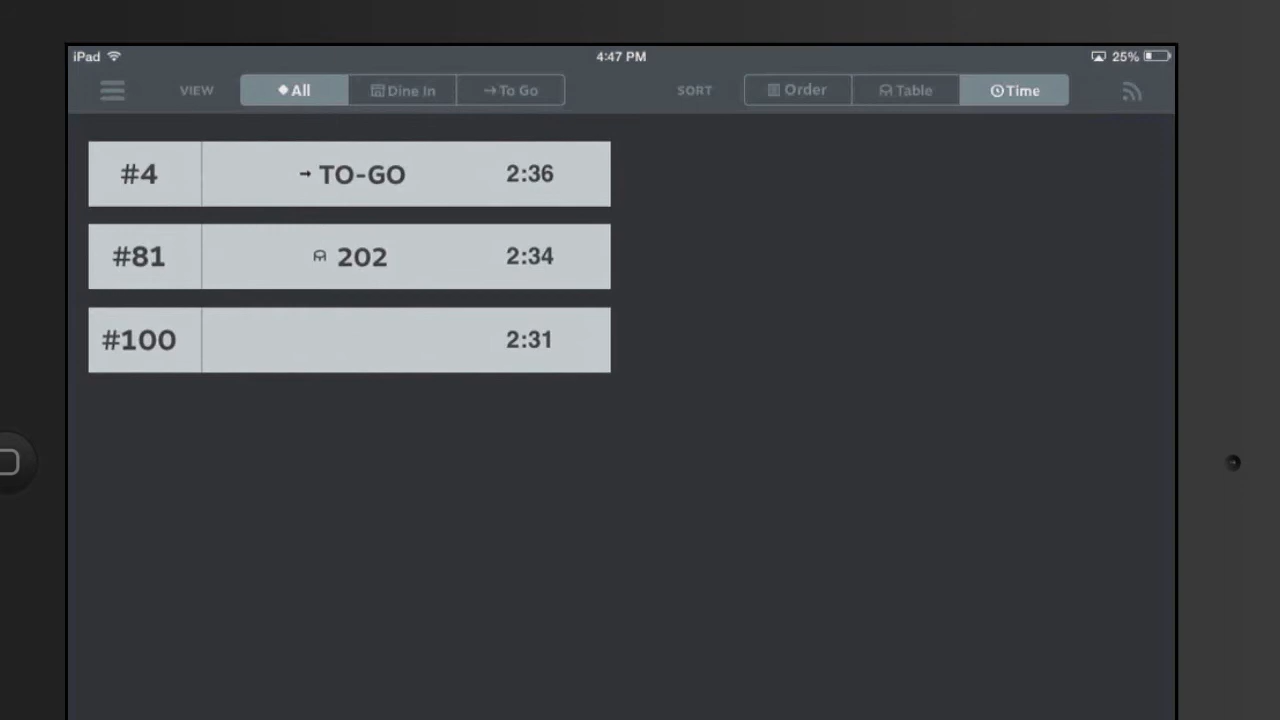 iPad 4:47 PM 25%
VIEW All Dine In To Go SORT Order Table Time
#4 → TO-GO 2:36
#81 202 2:34
#100 2:31